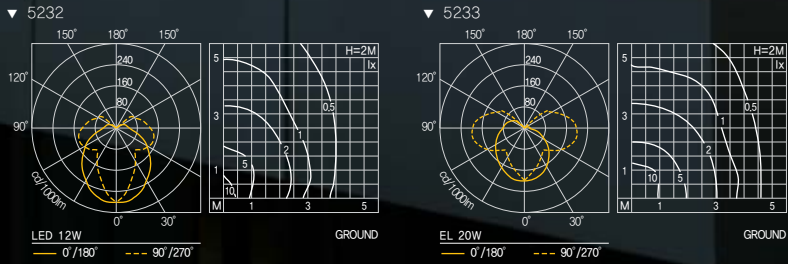 ▼ 5232
150° 180° 150°
240
160
80
120°
90°
cd/1000lm
0° 30°
H=2M
lx
5
3
1
M 1 3 5
0,5
1
2
5
10
LED 12W
0°/180° 90°/270°
GROUND
▼ 5233
150° 180° 150°
240
160
80
120°
90°
cd/1000lm
0° 30°
H=2M
lx
5
3
1
M 1 3 5
0,5
1
2
5
10
EL 20W
0°/180° 90°/270°
GROUND